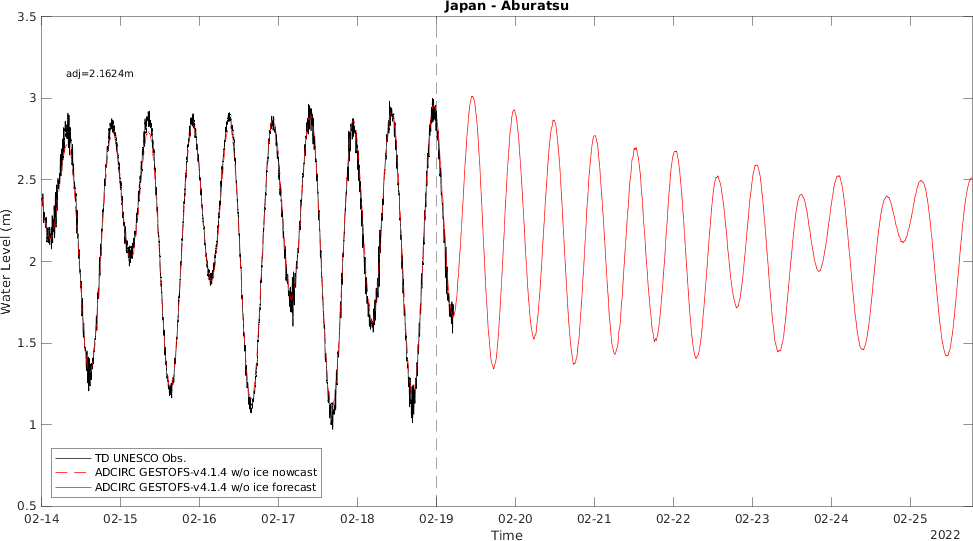 Japan - Aburatsu
3.5
adj=2.1624m
3
2.5
Water Level (m)
2
1.5
1
TD UNESCO Obs.
ADCIRC GESTOFS-v4.1.4 w/o ice nowcast
ADCIRC GESTOFS-v4.1.4 w/o ice forecast
0.5
02-14 02-15 02-16 02-17 02-18 02-19 02-20 02-21 02-22 02-23 02-24 02-25
Time
2022